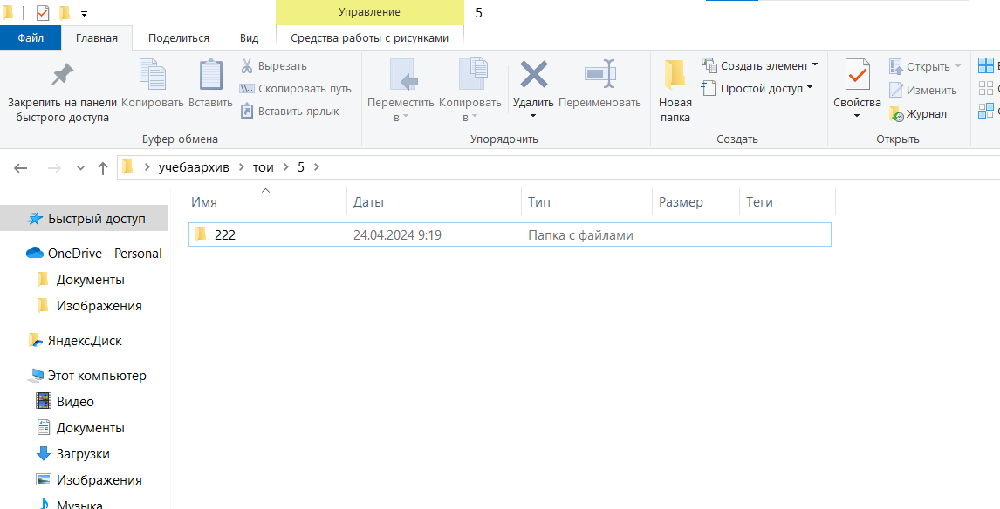 Управление
5
Файл
Главная
Поделиться
Вид
Средства работы с рисунками
Закрепить на панели
быстрого доступа
Копировать
Вставить
Вырезать
Скопировать путь
Вставить ярлык
Буфер обмена
Переместить
в
Копировать
в
Удалить
Переименовать
Упорядочить
Новая
папка
Создать элемент
Простой доступ
Создать
Свойства
Открыть
Изменить
Журнал
Открыть
учебаархив
тои
5
Имя
Даты
Тип
Размер
Теги
222
24.04.2024 9:19
Папка с файлами
Быстрый доступ
OneDrive - Personal
Документы
Изображения
Яндекс.Диск
Этот компьютер
Видео
Документы
Загрузки
Изображения
Музыка